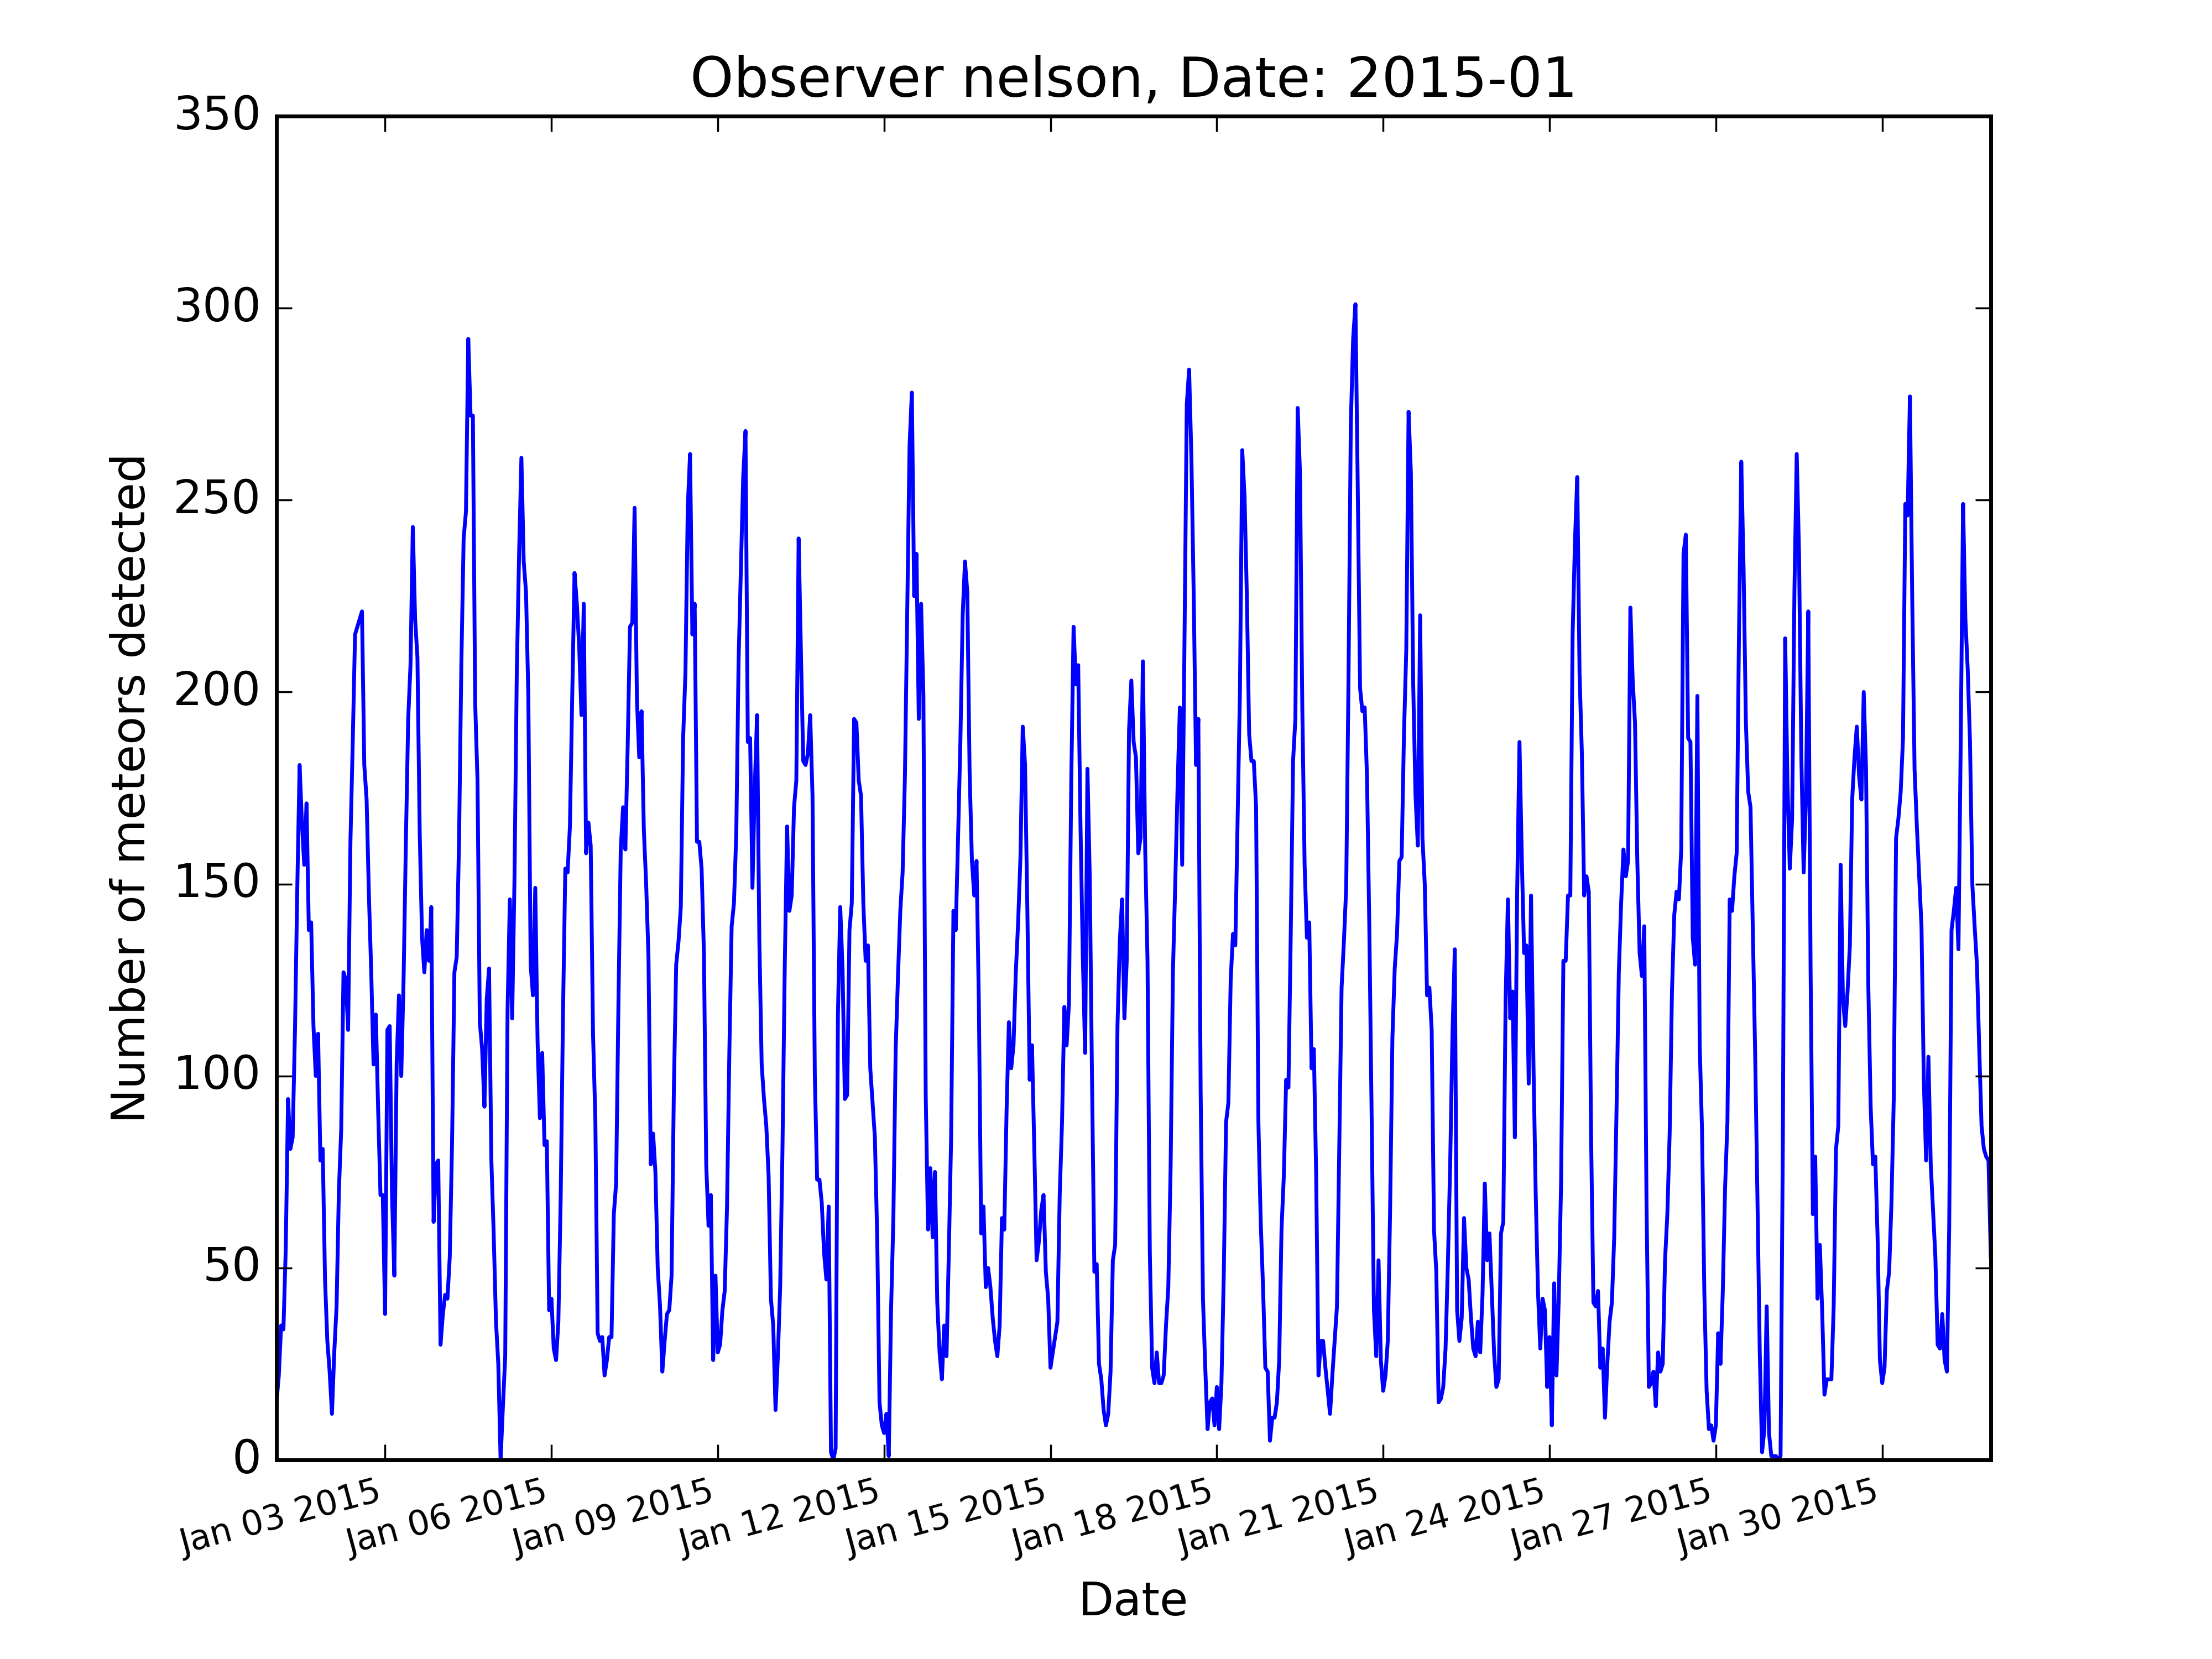 Observer nelson, Date: 2015-01
350
300
250
200
150
100
50
0
Number of meteors detected
Jan 03 2015
Jan 06 2015
Jan 09 2015
Jan 12 2015
Jan 15 2015
Jan 18 2015
Jan 21 2015
Jan 24 2015
Jan 27 2015
Jan 30 2015
Date